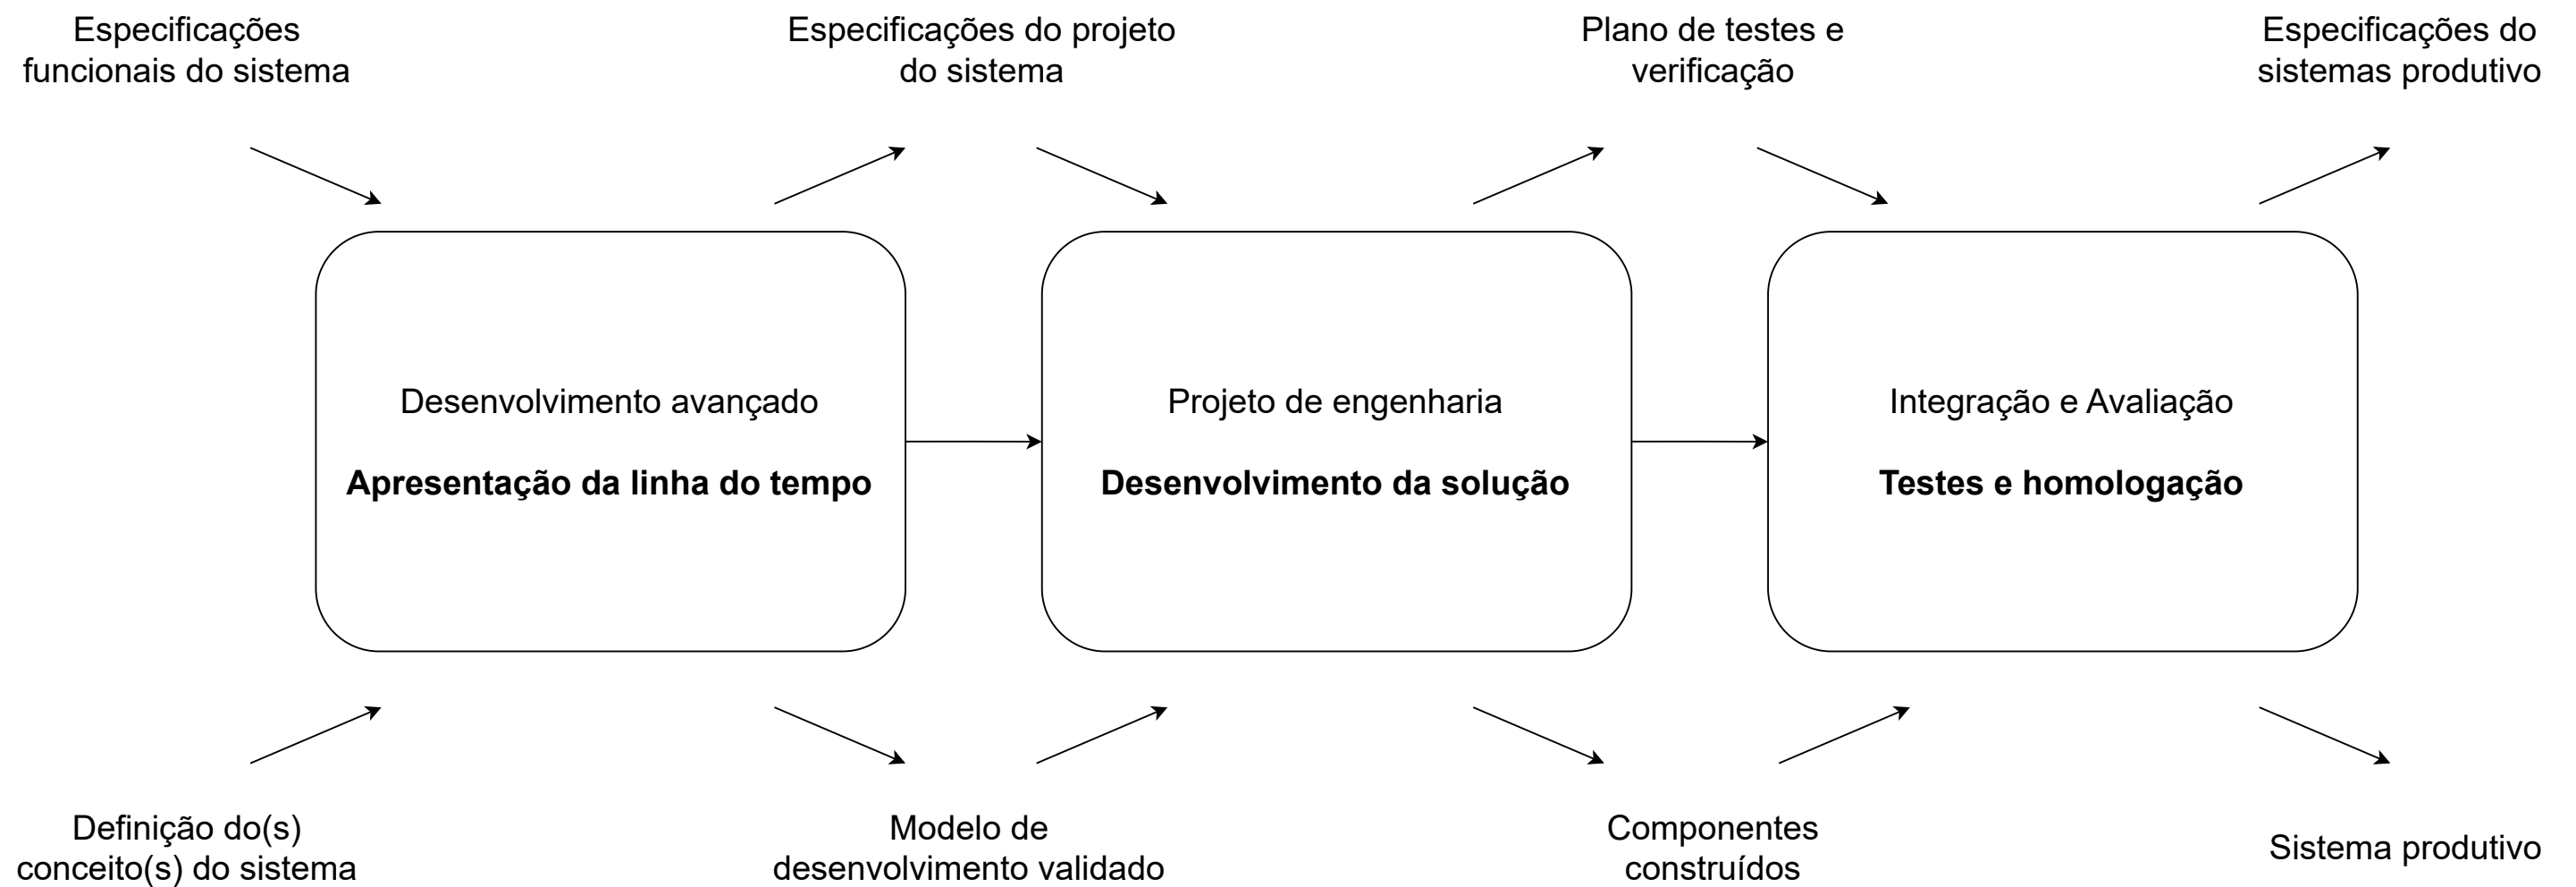 Especificações
funcionais do sistema
Especificações do projeto
do sistema
Plano de testes e
verificação
Especificações do
sistemas produtivo
Desenvolvimento avançado
Apresentação da linha do tempo
Projeto de engenharia
Desenvolvimento da solução
Integração e Avaliação
Testes e homologação
Definição do(s)
conceito(s) do sistema
Modelo de
desenvolvimento validado
Componentes
construídos
Sistema produtivo